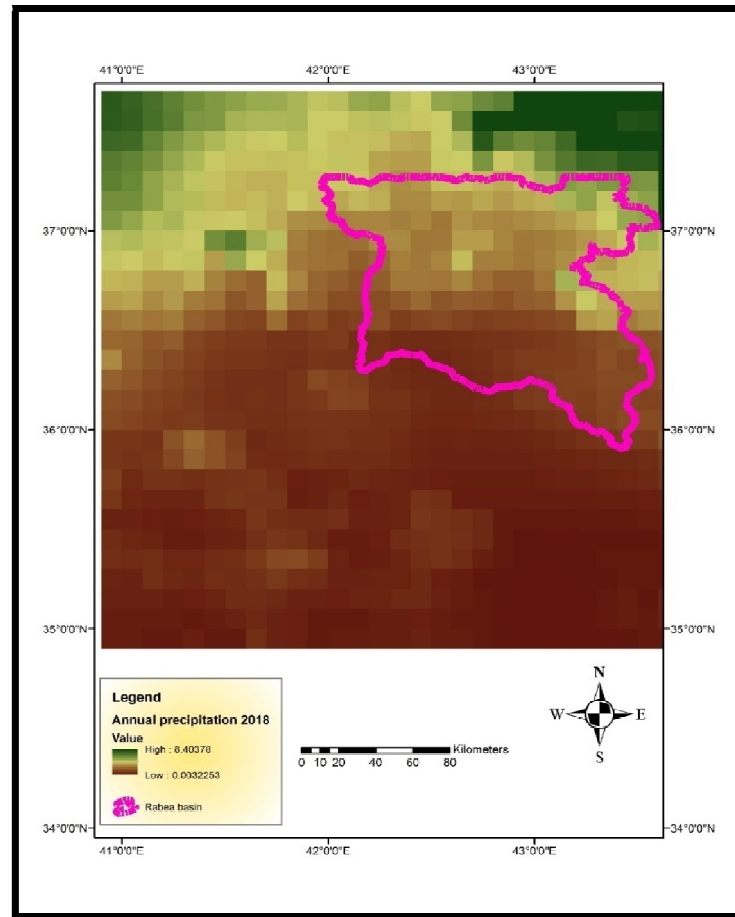 41°0'0"E 42°0'0"E 43°0'0"E
37°0'0"N 37°0'0"N
36°0'0"N 36°0'0"N
35°0'0"N 35°0'0"N
Legend
Annual precipitation 2018
Value
High : 8.40378
Low : 0.0032253
Rabea basin
N
W E
S
Kilometers
0 10 20 40 60 80
34°0'0"N 34°0'0"N
41°0'0"E 42°0'0"E 43°0'0"E